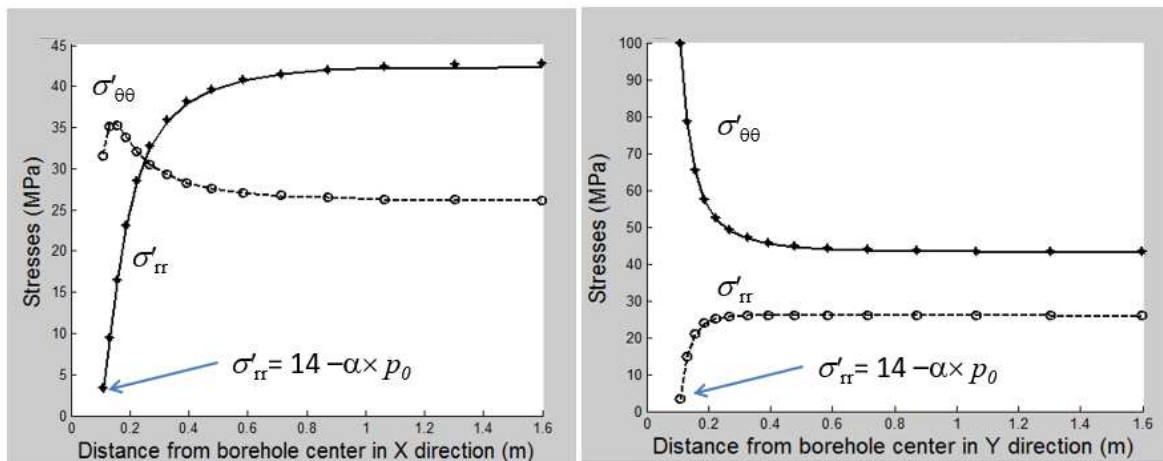 45
40
35
30
25
20
15
10
5
0
Stresses (MPa)
σ′θθ
σ′rr
σ′rr= 14 −α× p0
0 0.2 0.4 0.6 0.8 1 1.2 1.4 1.6
Distance from borehole center in X direction (m)
100
90
80
70
60
50
40
30
20
10
0
Stresses (MPa)
σ′θθ
σ′rr
σ′rr= 14 −α× p0
0 0.2 0.4 0.6 0.8 1 1.2 1.4 1.6
Distance from borehole center in Y direction (m)